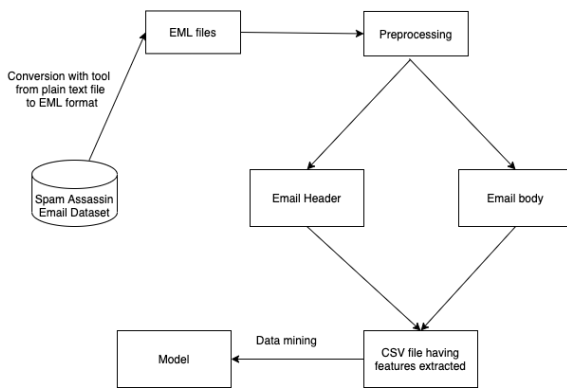 EML files
Preprocessing
Conversion with tool
from plain text file
to EML format
Spam Assassin
Email Dataset
Email Header
Email body
Data mining
Model
CSV file having
features extracted